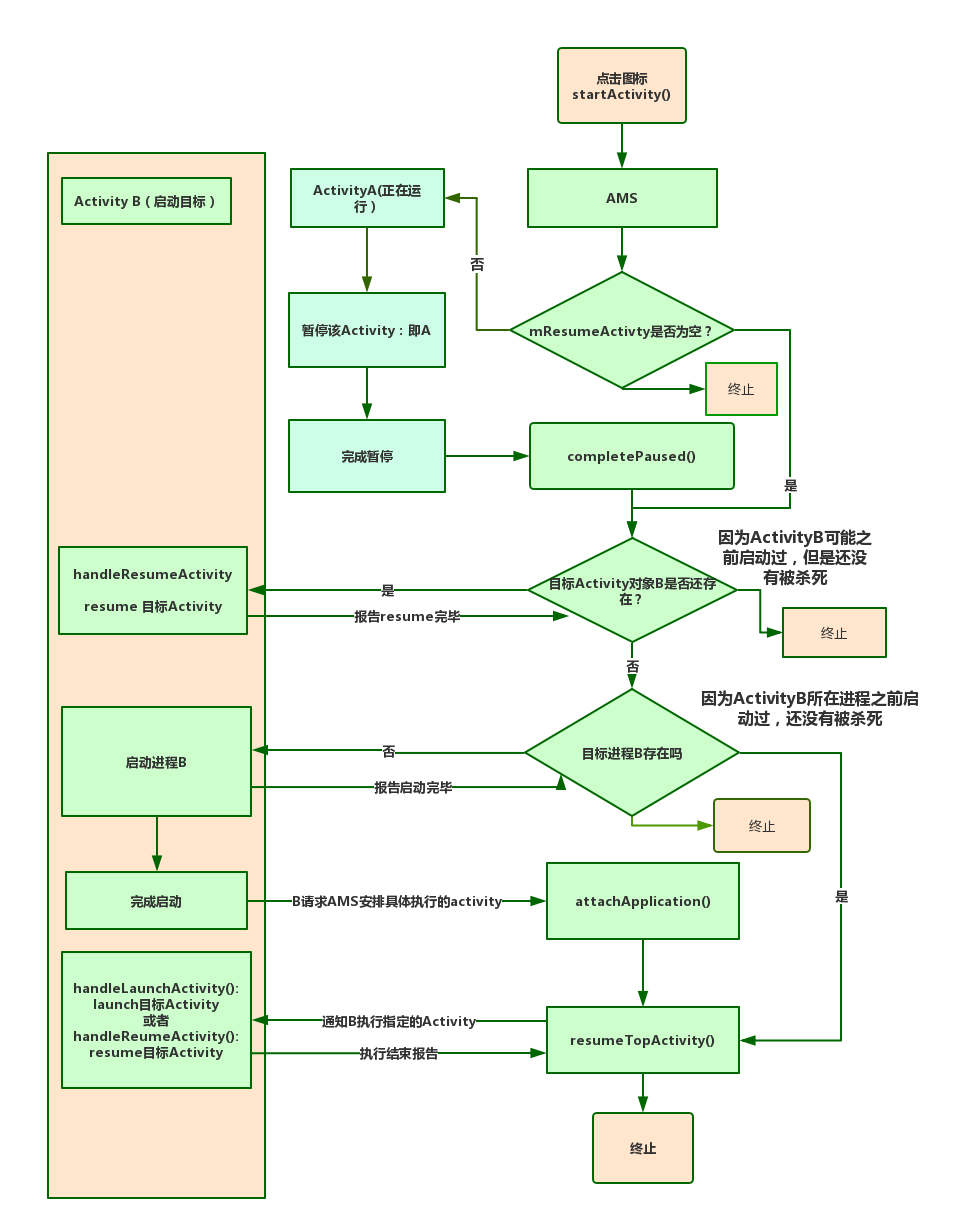 点击图标
startActivity()
Activity B（启动目标）
ActivityA(正在运
行）
AMS
否
暂停该Activity：即A
mResumeActivty是否为空？
终止
完成暂停
completePaused()
是
因为ActivityB可能之
前启动过，但是还没
有被杀死
handleResumeActivity
resume 目标Activity
是
目标Activity对象B是否还存
在？
报告resume完毕
终止
否
因为ActivityB所在进程之前启
动过，还没有被杀死
启动进程B
否
目标进程B存在吗
报告启动完毕
终止
完成启动
B请求AMS安排具体执行的activity
attachApplication()
是
handleLaunchActivity():
launch目标Activity
或者
handleReumeActivity():
resume目标Activity
通知B执行指定的Activity
resumeTopActivity()
执行结束报告
终止